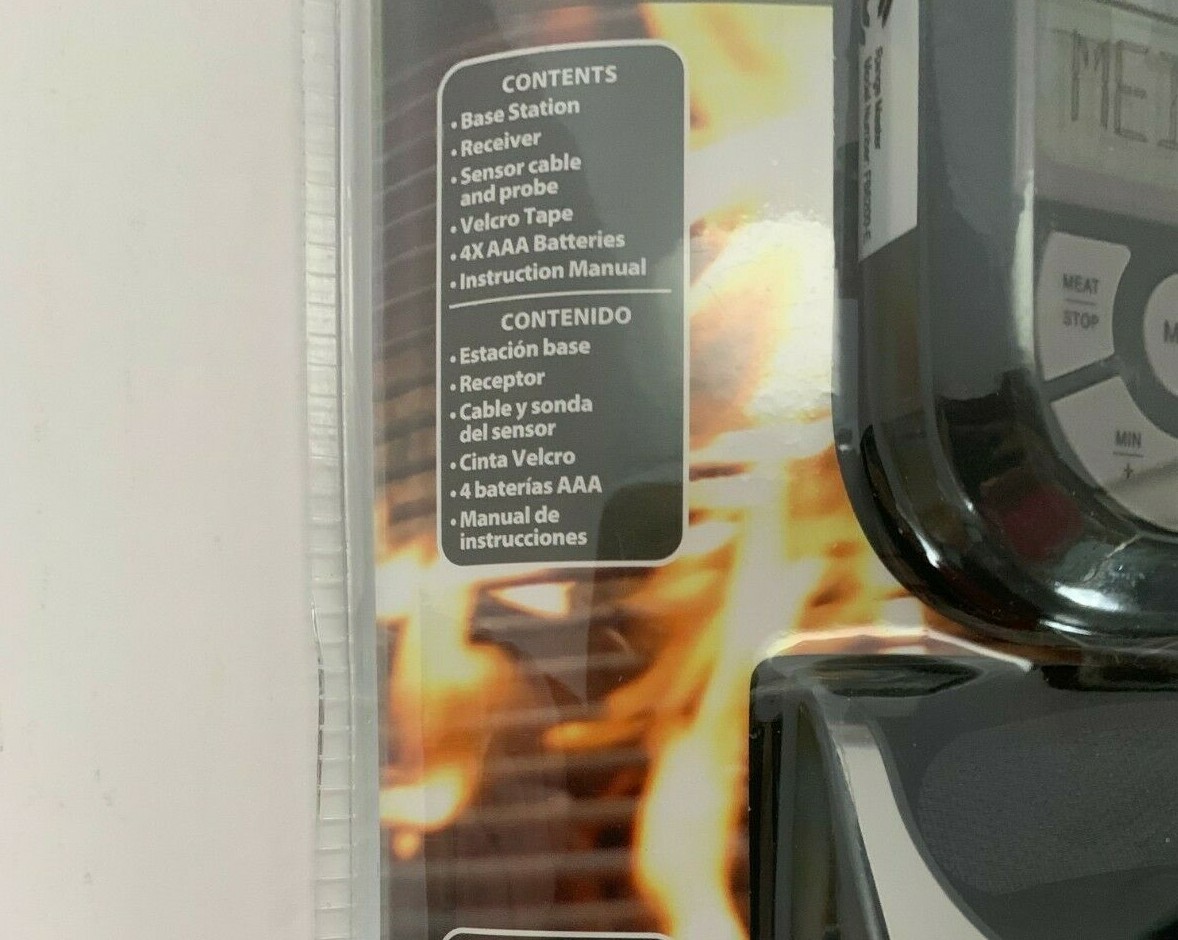 CONTENTS
• Base Station
• Receiver
• Sensor cable
and probe
• Velcro Tape
• 4X AAA Batteries
• Instruction Manual
CONTENIDO
• Estación base
• Receptor
• Cable y sonda
del sensor
• Cinta Velcro
• 4 baterías AAA
• Manual de
instrucciones
MEAT
STOP
MIN
+